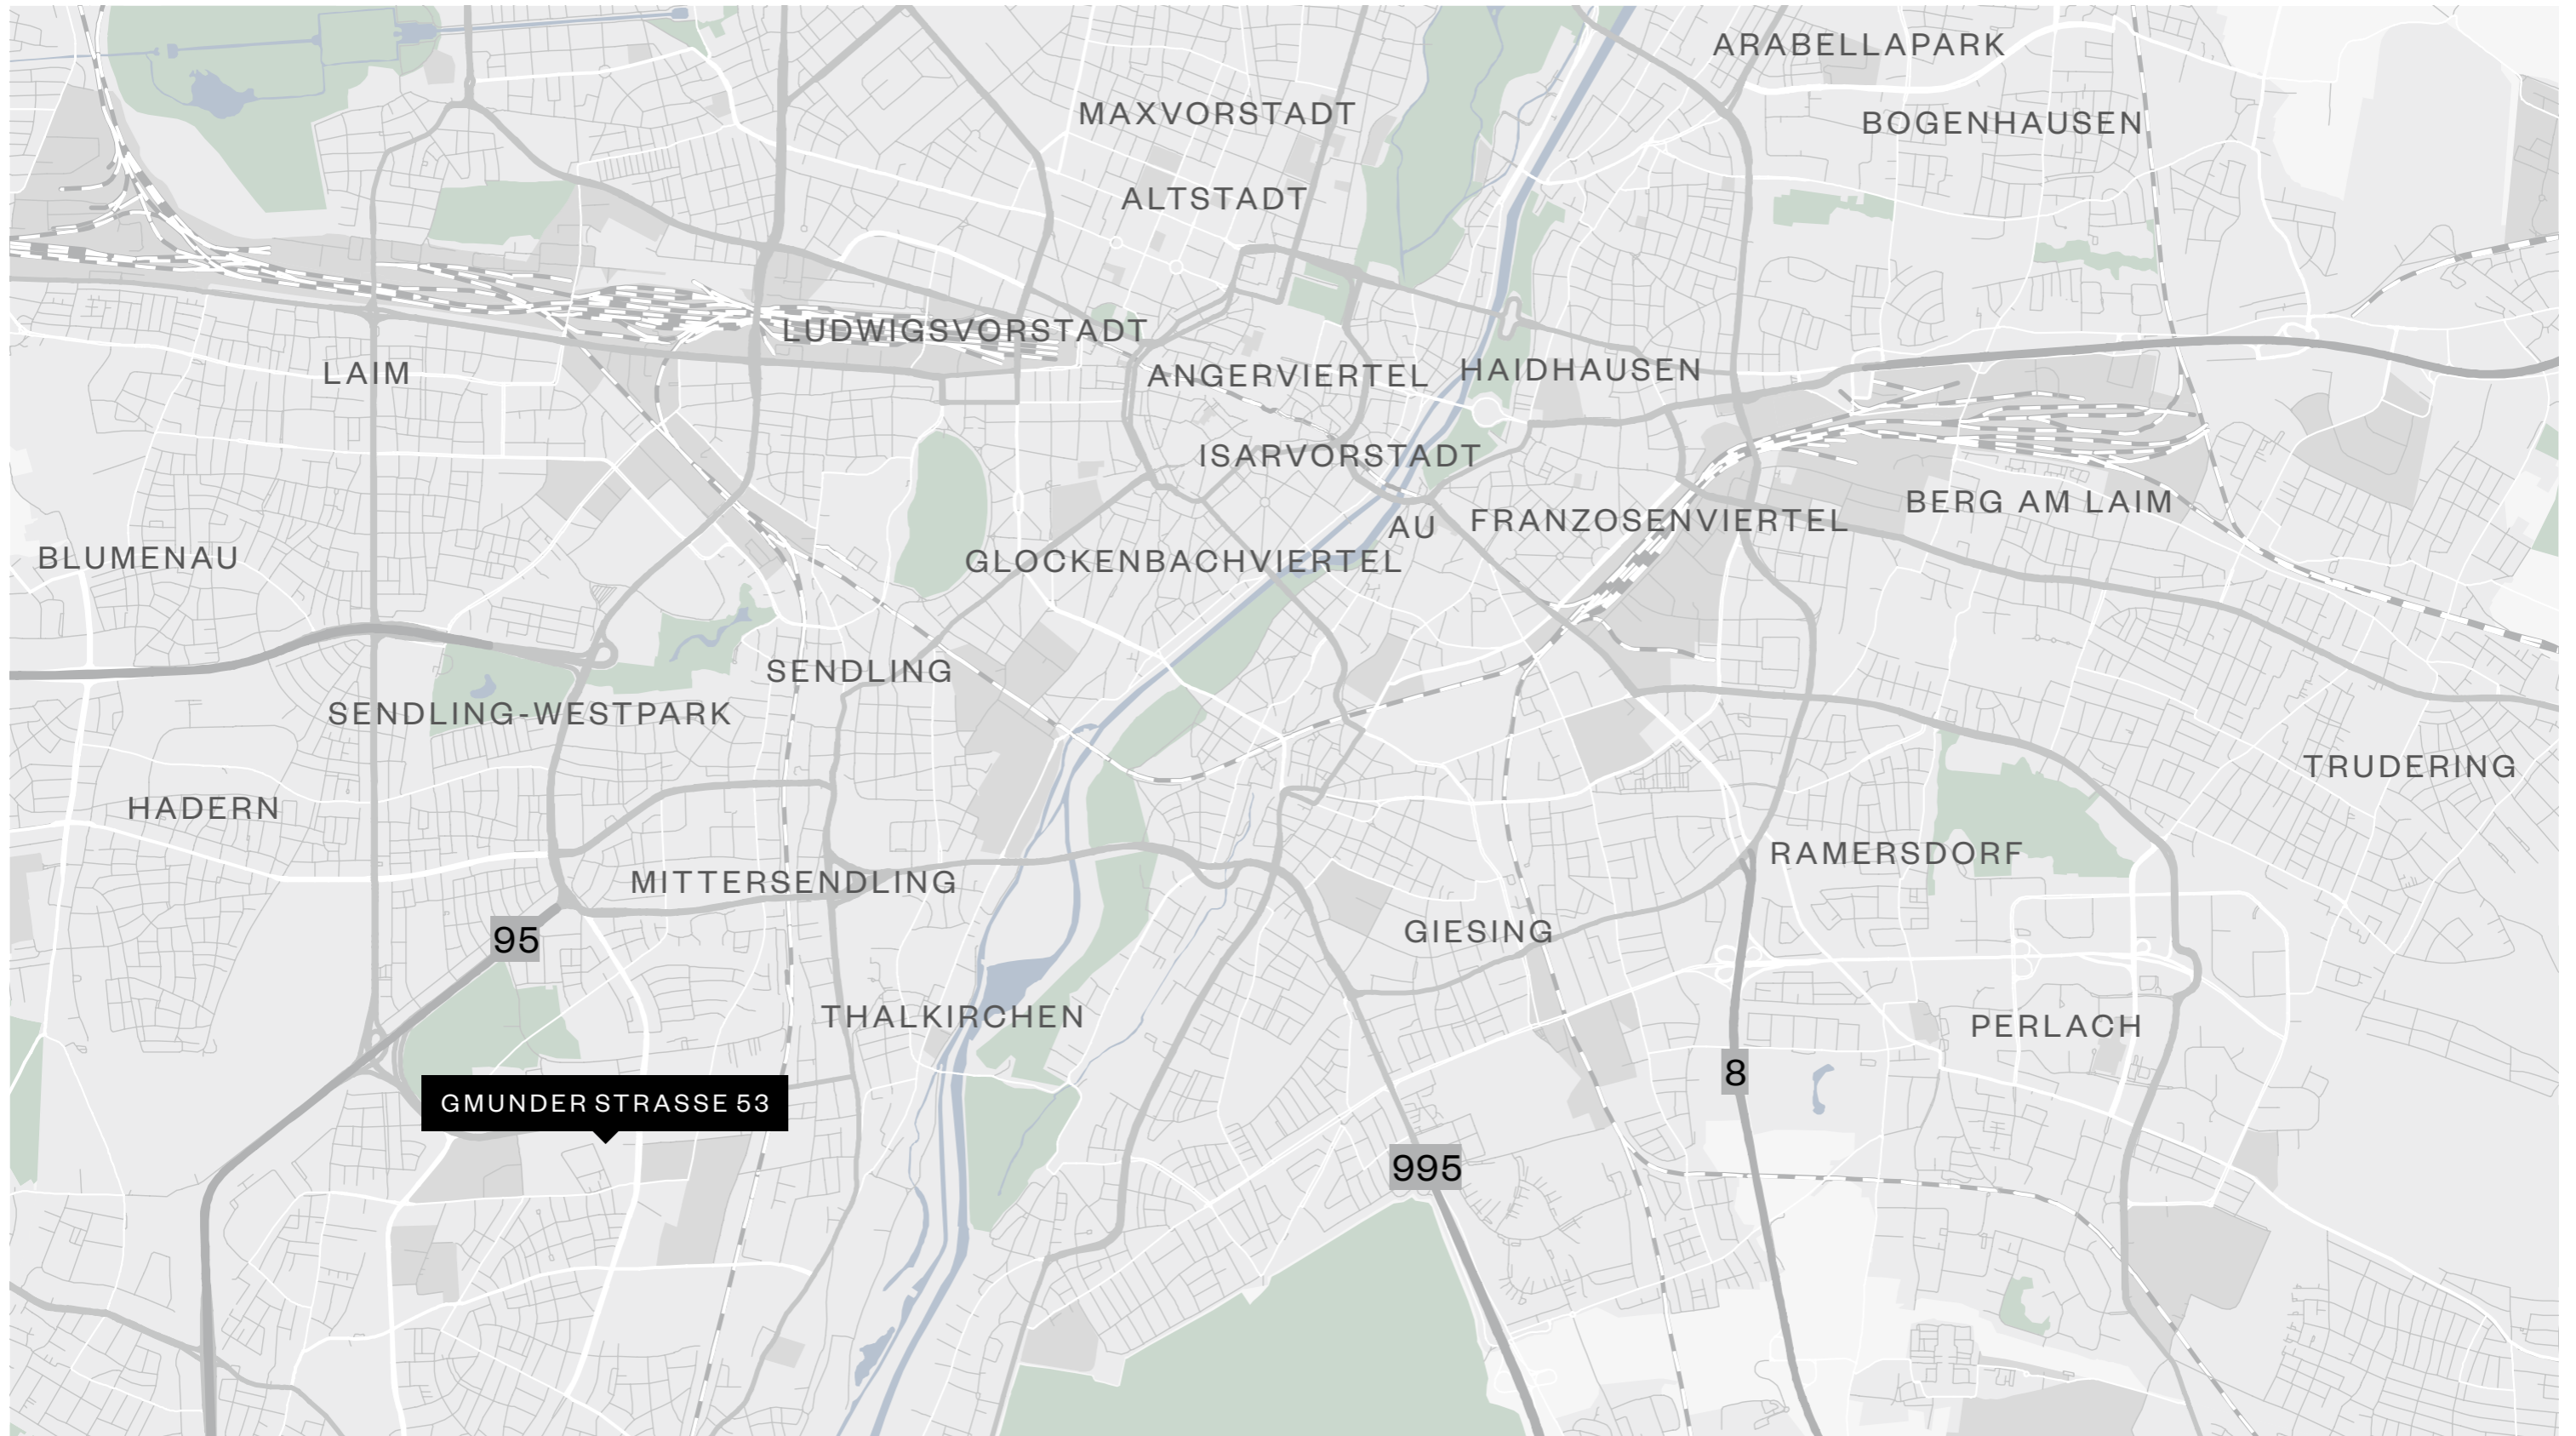 ARABELLAPARK
MAXVORSTADT
BOGENHAUSEN
ALTSTADT
LUDWIGSVORSTADT
LAIM
ANGERVIERTEL
HAIDHAUSEN
ISARVORSTADT
BERG AM LAIM
AU
FRANZOSENVIERTEL
BLUMENAU
GLOCKENBACHVIERTEL
SENDLING
SENDLING-WESTPARK
TRUDERING
HADERN
RAMERSDORF
MITTERSENDLING
GIESING
95
THALKIRCHEN
PERLACH
8
GMUNDER STRASSE 53
995